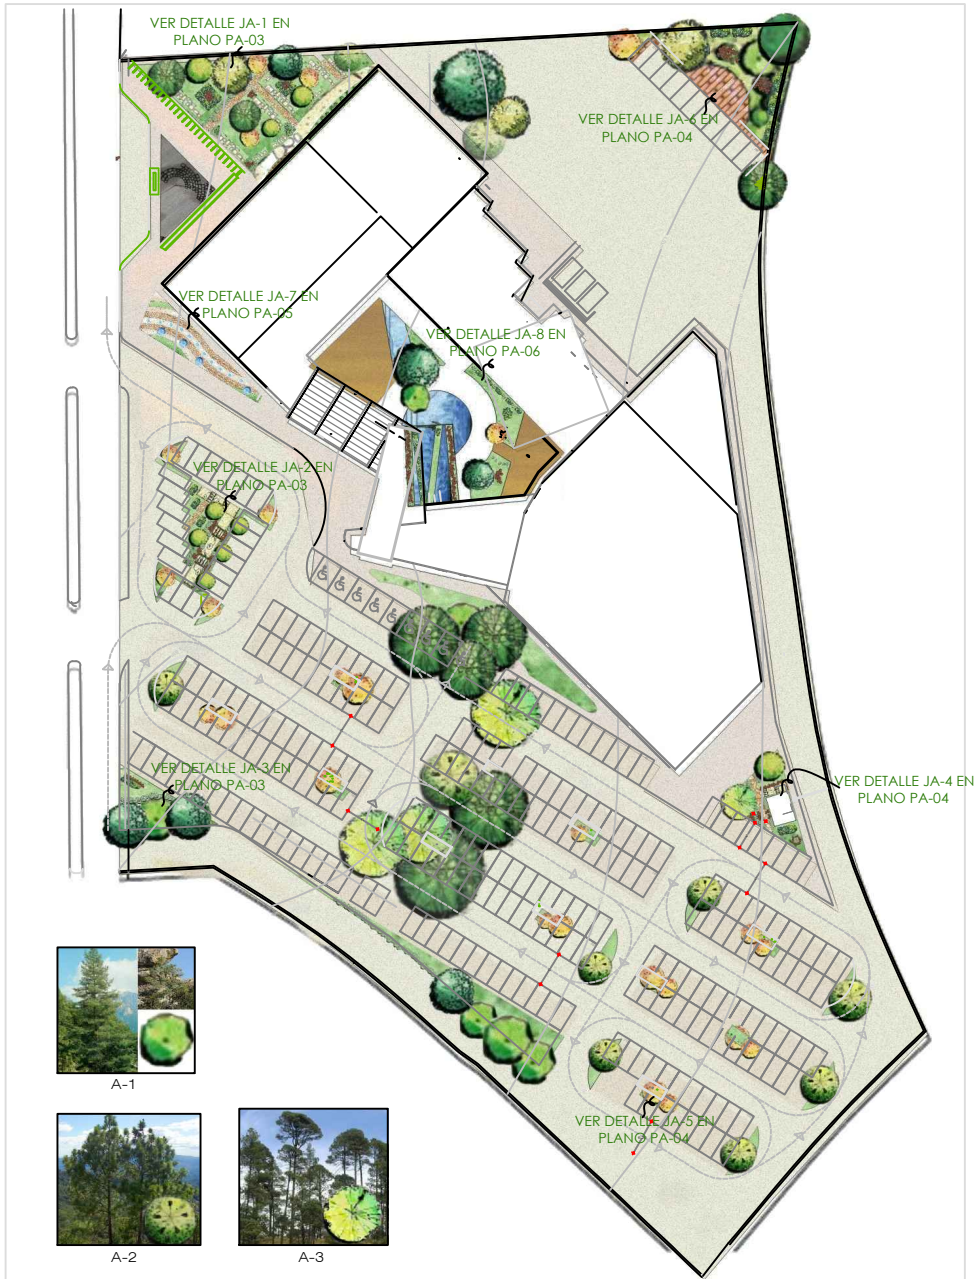 VER DETALLE JA-1 EN
PLANO PA-03
VER DETALLE JA-6 EN
PLANO PA-04
VER DETALLE JA-7 EN
PLANO PA-05
VER DETALLE JA-8 EN
PLANO PA-06
VER DETALLE JA-2 EN
PLANO PA-03
VER DETALLE JA-3 EN
PLANO PA-03
VER DETALLE JA-4 EN
PLANO PA-04
VER DETALLE JA-5 EN
PLANO PA-04
A-1
A-2
A-3